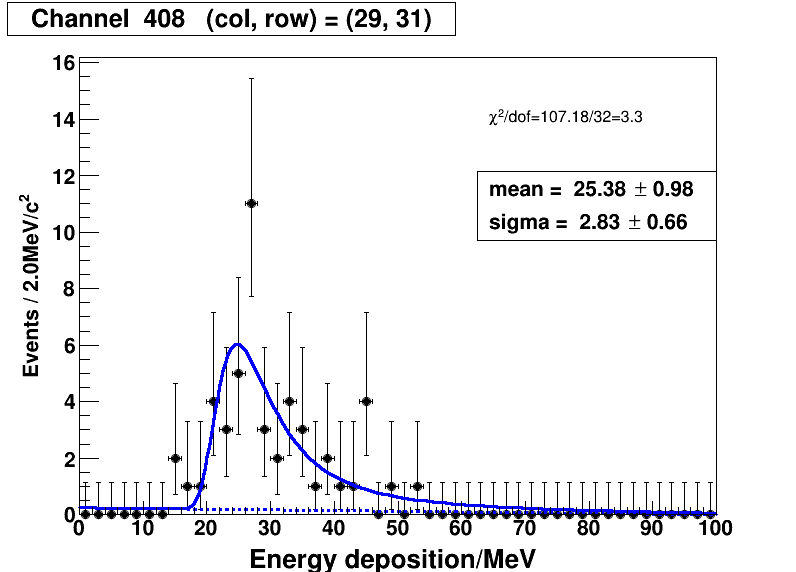 Channel  408   (col, row) = (29, 31)
16
14
12
10
8
6
4
2
0
Events / 2.0MeV/c²
χ²/dof=107.18/32=3.3
mean =  25.38 ± 0.98
sigma =  2.83 ± 0.66
0 10 20 30 40 50 60 70 80 90 100
Energy deposition/MeV